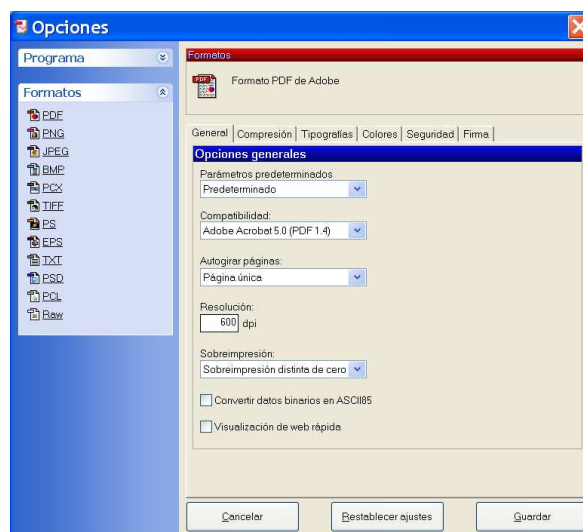 Opciones
Programa
Formatos
PDF
PNG
JPEG
BMP
PCX
TIFF
PS
EPS
TXT
PSD
PCL
Raw
Formatos
Formato PDF de Adobe
General Compresión Tipografías Colores Seguridad Firma
Opciones generales
Parámetros predeterminados
Predeterminado
Compatibilidad:
Adobe Acrobat 5.0 (PDF 1.4)
Autogirar páginas:
Página única
Resolución:
600 dpi
Sobreimpresión:
Sobreimpresión distinta de cero
Convertir datos binarios en ASCII85
Visualización de web rápida
Cancelar Restablecer ajustes Guardar